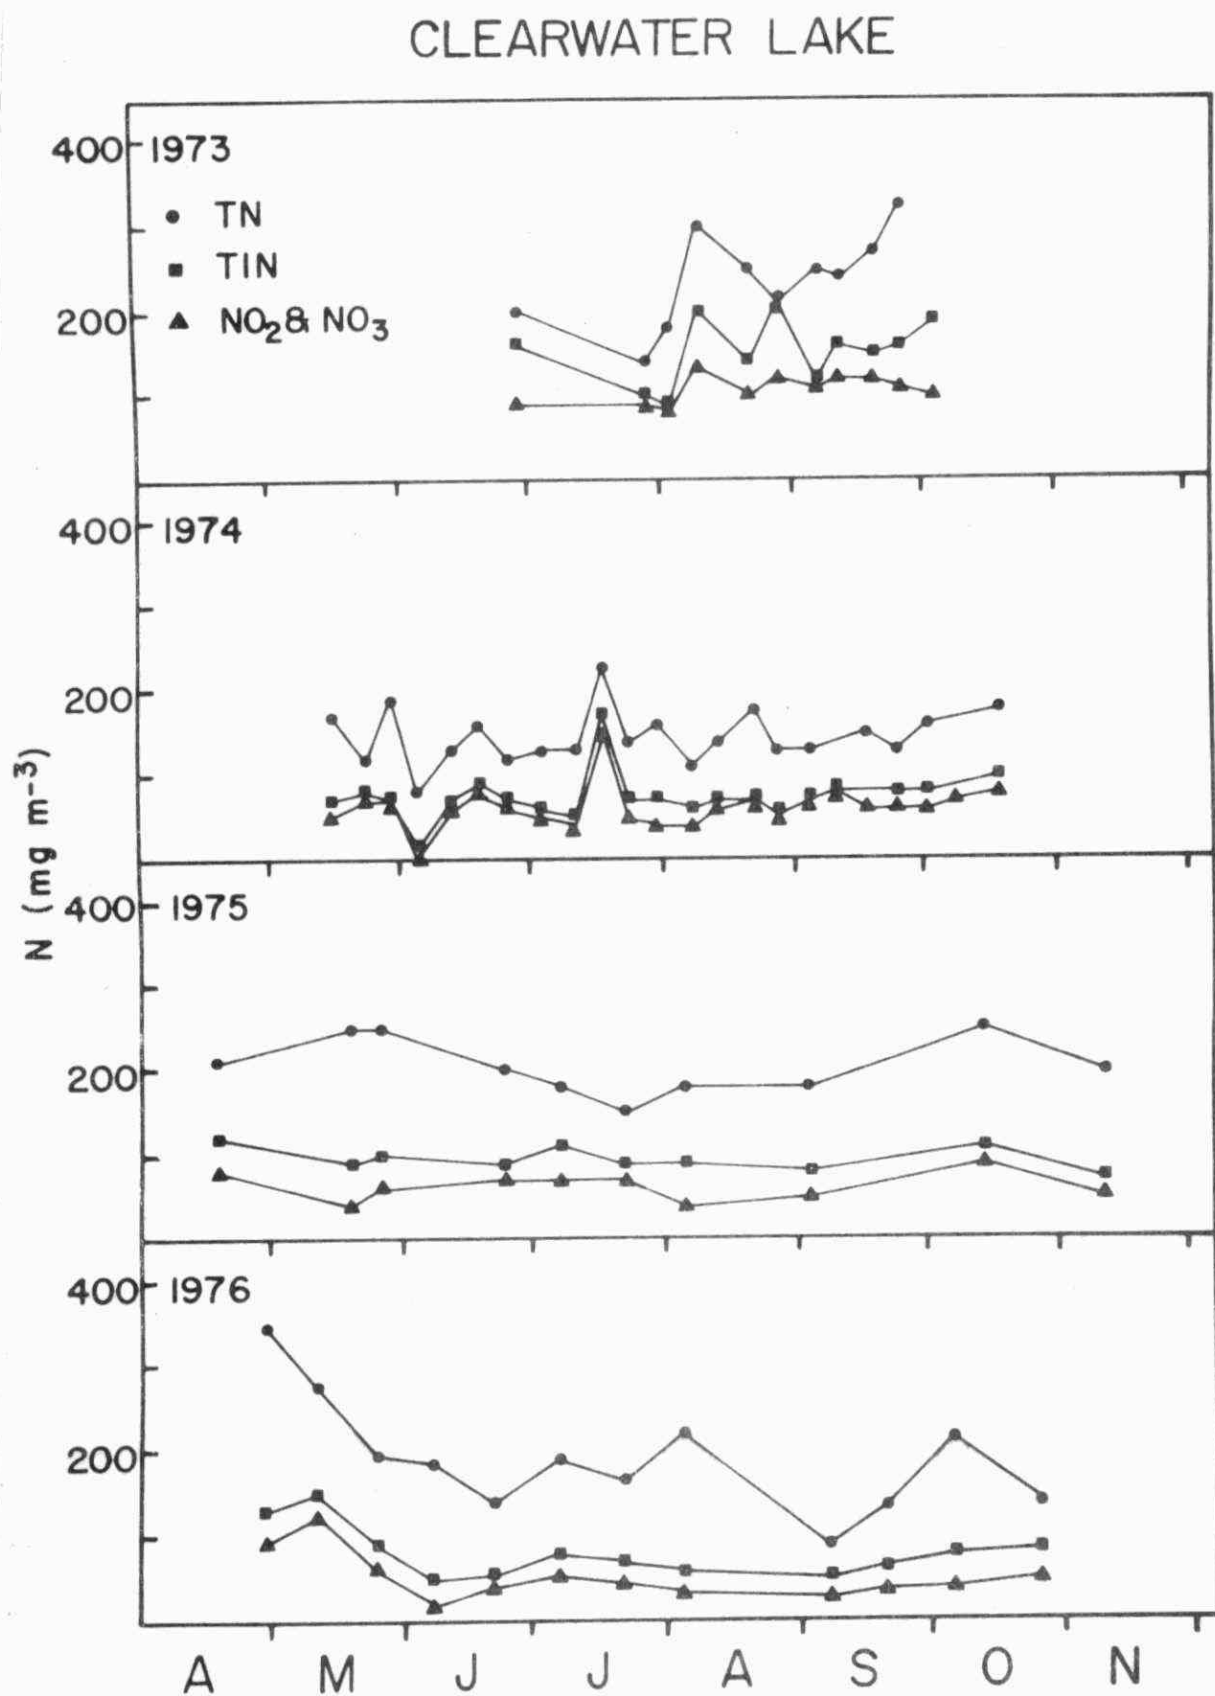 CLEARWATER LAKE
N (mg m⁻³)
400 1973
TN
TIN
200 NO₂ & NO₃
400 1974
200
400 1975
200
400 1976
200
A M J J A S O N